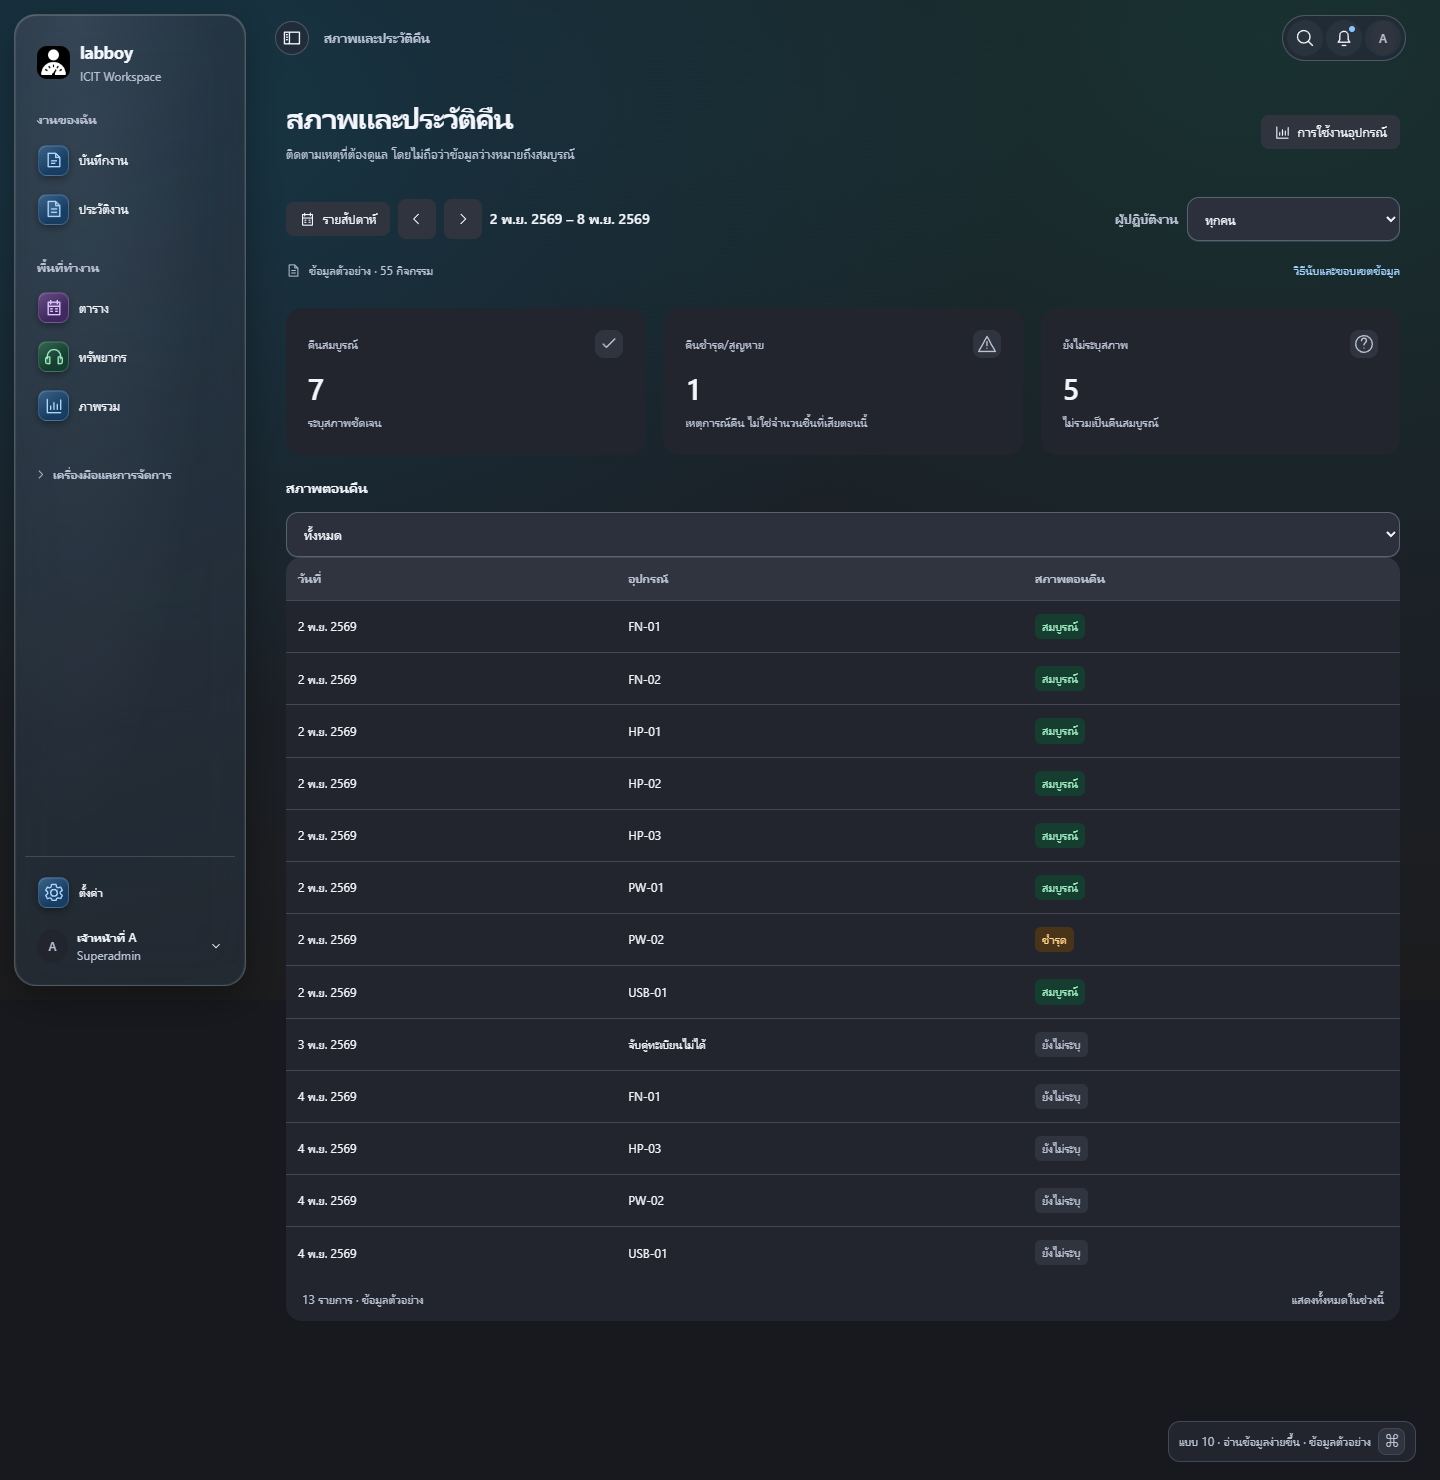 labboy
ICIT Workspace
งานของฉัน
บันทึกงาน
ประวัติงาน
พื้นที่ทำงาน
ตาราง
ทรัพยากร
ภาพรวม
เครื่องมือและการจัดการ
ตั้งค่า
A
เจ้าหน้าที่ A
Superadmin
สภาพและประวัติคืน
A
สภาพและประวัติคืน
ติดตามเหตุที่ต้องดูแล โดยไม่ถือว่าข้อมูลว่างหมายถึงสมบูรณ์
การใช้งานอุปกรณ์
รายสัปดาห์
2 พ.ย. 2569 – 8 พ.ย. 2569
ผู้ปฏิบัติงาน
ทุกคน
ข้อมูลตัวอย่าง · 55 กิจกรรม
วิธีนับและขอบเขตข้อมูล
คืนสมบูรณ์
7
ระบุสภาพชัดเจน
คืนชำรุด/สูญหาย
1
เหตุการณ์คืน ไม่ใช่จำนวนชิ้นที่เสียตอนนี้
ยังไม่ระบุสภาพ
5
ไม่รวมเป็นคืนสมบูรณ์
สภาพตอนคืน
ทั้งหมด
วันที่ อุปกรณ์ สภาพตอนคืน
2 พ.ย. 2569 FN-01 สมบูรณ์
2 พ.ย. 2569 FN-02 สมบูรณ์
2 พ.ย. 2569 HP-01 สมบูรณ์
2 พ.ย. 2569 HP-02 สมบูรณ์
2 พ.ย. 2569 HP-03 สมบูรณ์
2 พ.ย. 2569 PW-01 สมบูรณ์
2 พ.ย. 2569 PW-02 ชำรุด
2 พ.ย. 2569 USB-01 สมบูรณ์
3 พ.ย. 2569 จับคู่ทะเบียนไม่ได้ ยังไม่ระบุ
4 พ.ย. 2569 FN-01 ยังไม่ระบุ
4 พ.ย. 2569 HP-03 ยังไม่ระบุ
4 พ.ย. 2569 PW-02 ยังไม่ระบุ
4 พ.ย. 2569 USB-01 ยังไม่ระบุ
13 รายการ · ข้อมูลตัวอย่าง
แสดงทั้งหมดในช่วงนี้
แบบ 10 · อ่านข้อมูลง่ายขึ้น · ข้อมูลตัวอย่าง ⌘